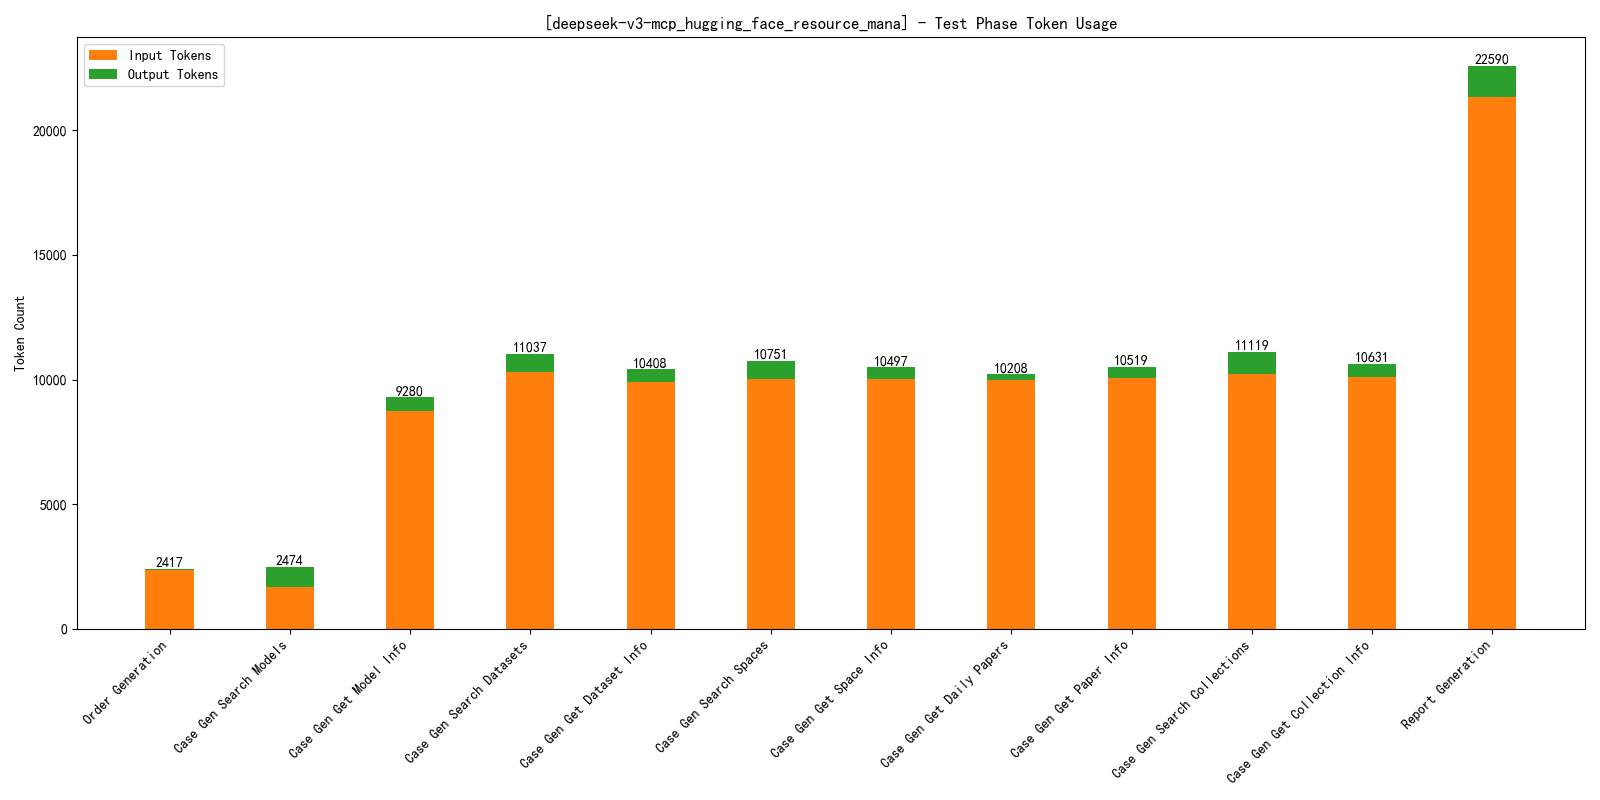 [deepseek-v3-mcp_hugging_face_resource_mana] - Test Phase Token Usage
Input Tokens
Output Tokens
Token Count
20000
15000
10000
5000
0
2417
2474
9280
11037
10408
10751
10497
10208
10519
11119
10631
22590
Order Generation
Case Gen Search Models
Case Gen Get Model Info
Case Gen Search Datasets
Case Gen Get Dataset Info
Case Gen Search Spaces
Case Gen Get Space Info
Case Gen Get Daily Papers
Case Gen Get Paper Info
Case Gen Search Collections
Case Gen Get Collection Info
Report Generation